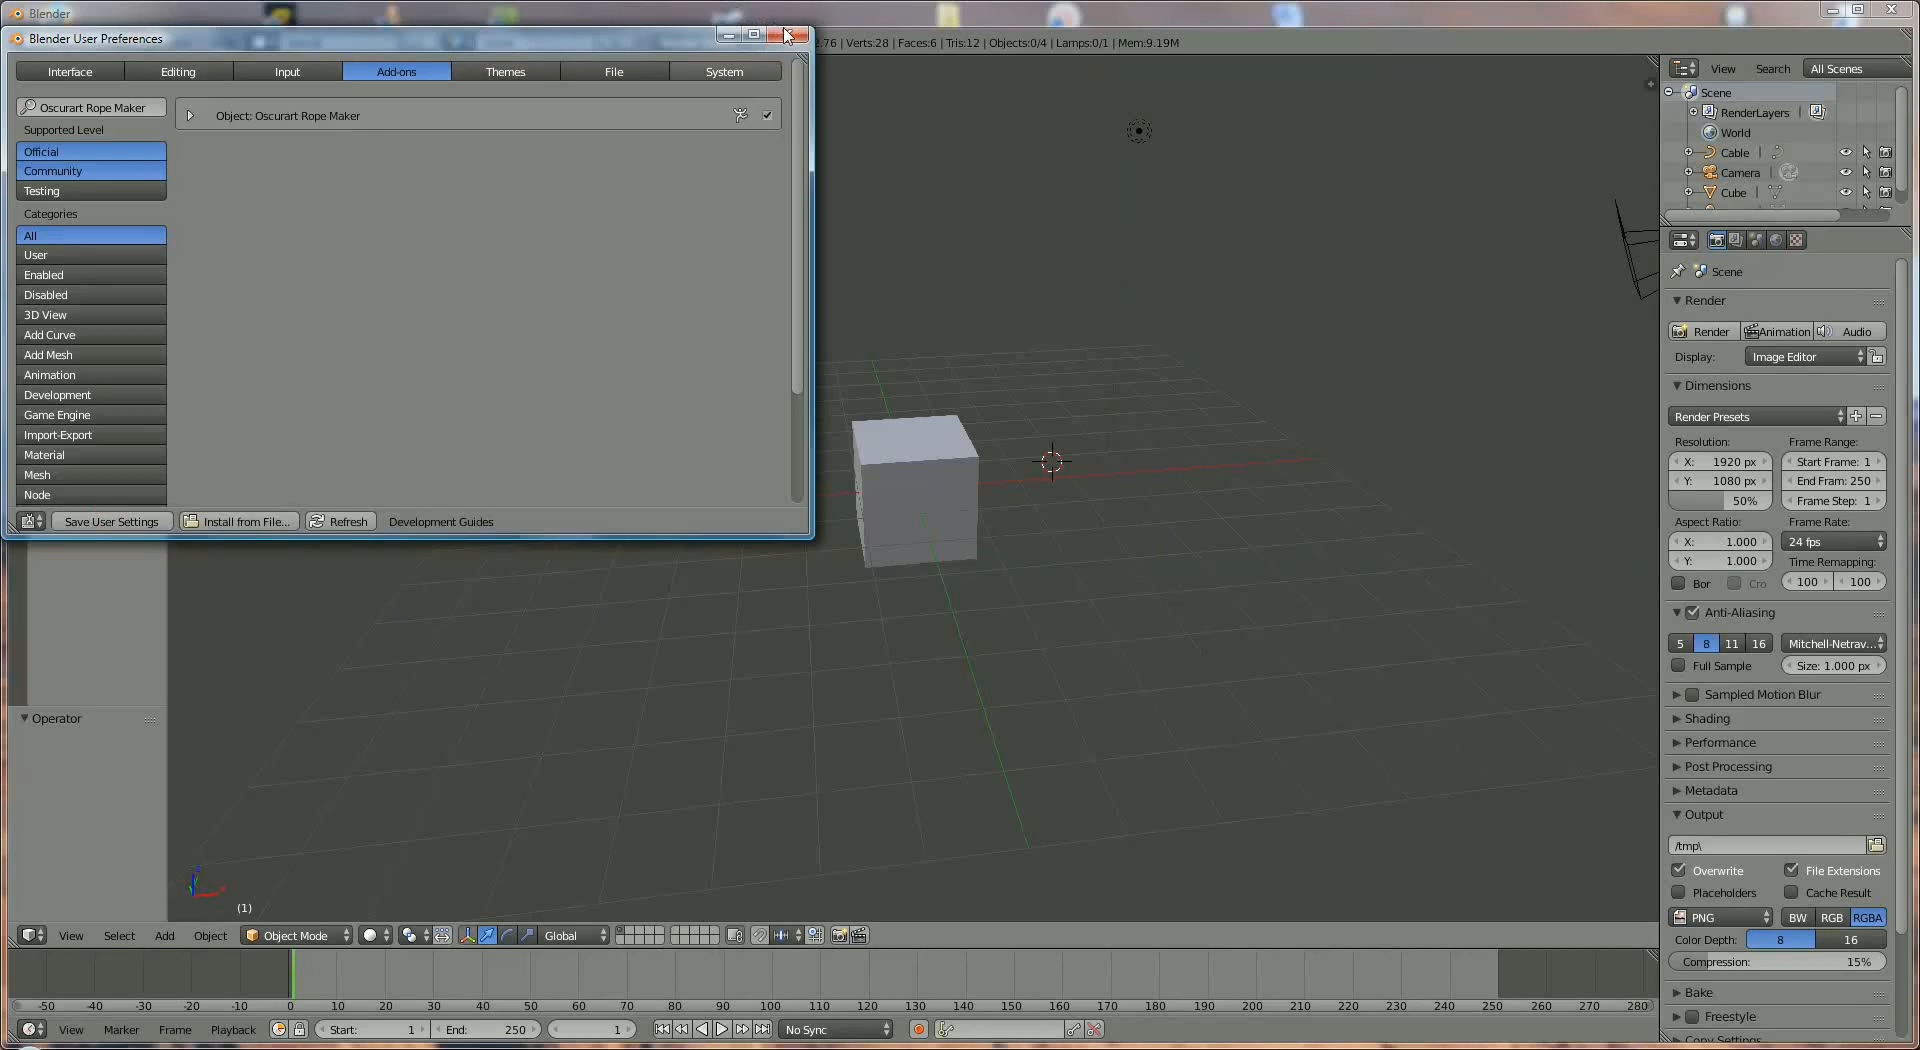 Blender
Blender User Preferences
2.76 | Verts:28 | Faces:6 | Tris:12 | Objects:0/4 | Lamps:0/1 | Mem:9.19M
Interface Editing Input Add-ons Themes File System
Oscurart Rope Maker
Object: Oscurart Rope Maker
Supported Level
Official
Community
Testing
Categories
All
User
Enabled
Disabled
3D View
Add Curve
Add Mesh
Animation
Development
Game Engine
Import-Export
Material
Mesh
Node
Save User Settings Install from File... Refresh Development Guides
Operator
(1)
View Search All Scenes
Scene
RenderLayers
World
Cable
Camera
Cube
Scene
Render
Render Animation Audio
Display: Image Editor
Dimensions
Render Presets
Resolution: Frame Range:
X: 1920 px Start Frame: 1
Y: 1080 px End Fram: 250
50% Frame Step: 1
Aspect Ratio: Frame Rate:
X: 1.000 24 fps
Y: 1.000 Time Remapping:
Bor Cro 100 100
Anti-Aliasing
5 8 11 16 Mitchell-Netrav...
Full Sample Size: 1.000 px
Sampled Motion Blur
Shading
Performance
Post Processing
Metadata
Output
/tmp\
Overwrite File Extensions
Placeholders Cache Result
PNG BW RGB RGBA
Color Depth: 8 16
Compression: 15%
Bake
Freestyle
View Select Add Object Object Mode Global
-50 -40 -30 -20 -10 0 10 20 30 40 50 60 70 80 90 100 110 120 130 140 150 160 170 180 190 200 210 220 230 240 250 260 270 280
View Marker Frame Playback Start: 1 End: 250 1 No Sync